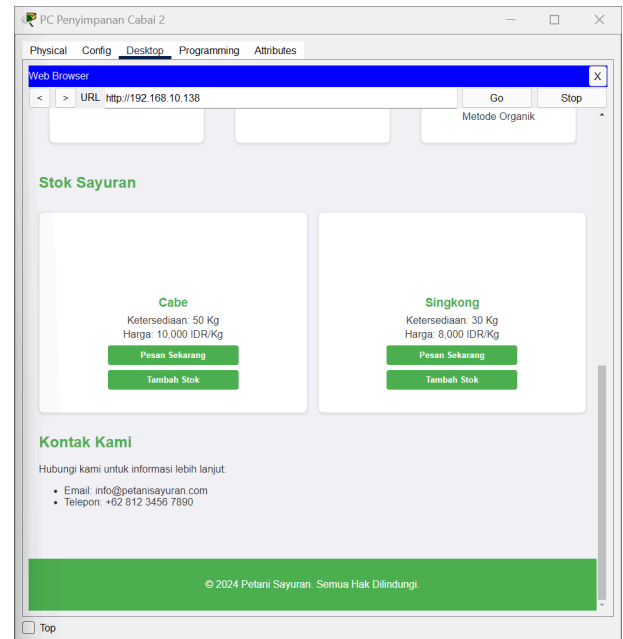 PC Penyimpanan Cabai 2
Physical Config Desktop Programming Attributes
Web Browser X
< > URL http://192.168.10.138 Go Stop
Metode Organik
Stok Sayuran
Cabe
Ketersediaan: 50 Kg
Harga: 10,000 IDR/Kg
Pesan Sekarang
Tambah Stok
Singkong
Ketersediaan: 30 Kg
Harga: 8,000 IDR/Kg
Pesan Sekarang
Tambah Stok
Kontak Kami
Hubungi kami untuk informasi lebih lanjut:
• Email: info@petanisayuran.com
• Telepon: +62 812 3456 7890
© 2024 Petani Sayuran. Semua Hak Dilindungi.
Top